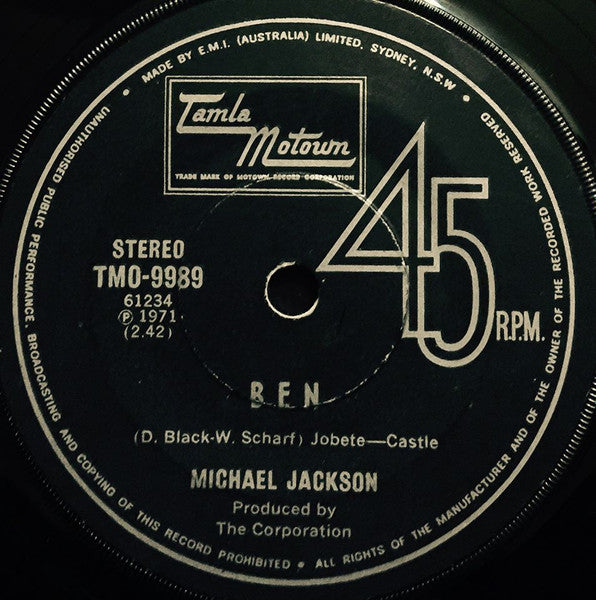 MADE BY E.M.I. (AUSTRALIA) LIMITED. SYDNEY, N.S.W •
Tamla
Motown
TRADE MARK OF MOTOWN RECORD CORPORATION
45
R.P.M.
STEREO
TMO-9989
61234
Ⓟ 1971
(2.42)
BEN
(D. Black-W. Scharf) Jobete—Castle
MICHAEL JACKSON
Produced by
The Corporation
UNAUTHORISED PUBLIC PERFORMANCE, BROADCASTING AND COPYING OF THIS RECORD PROHIBITED • ALL RIGHTS OF THE MANUFACTURER AND OF THE OWNER OF THE RECORDED WORK RESERVED •